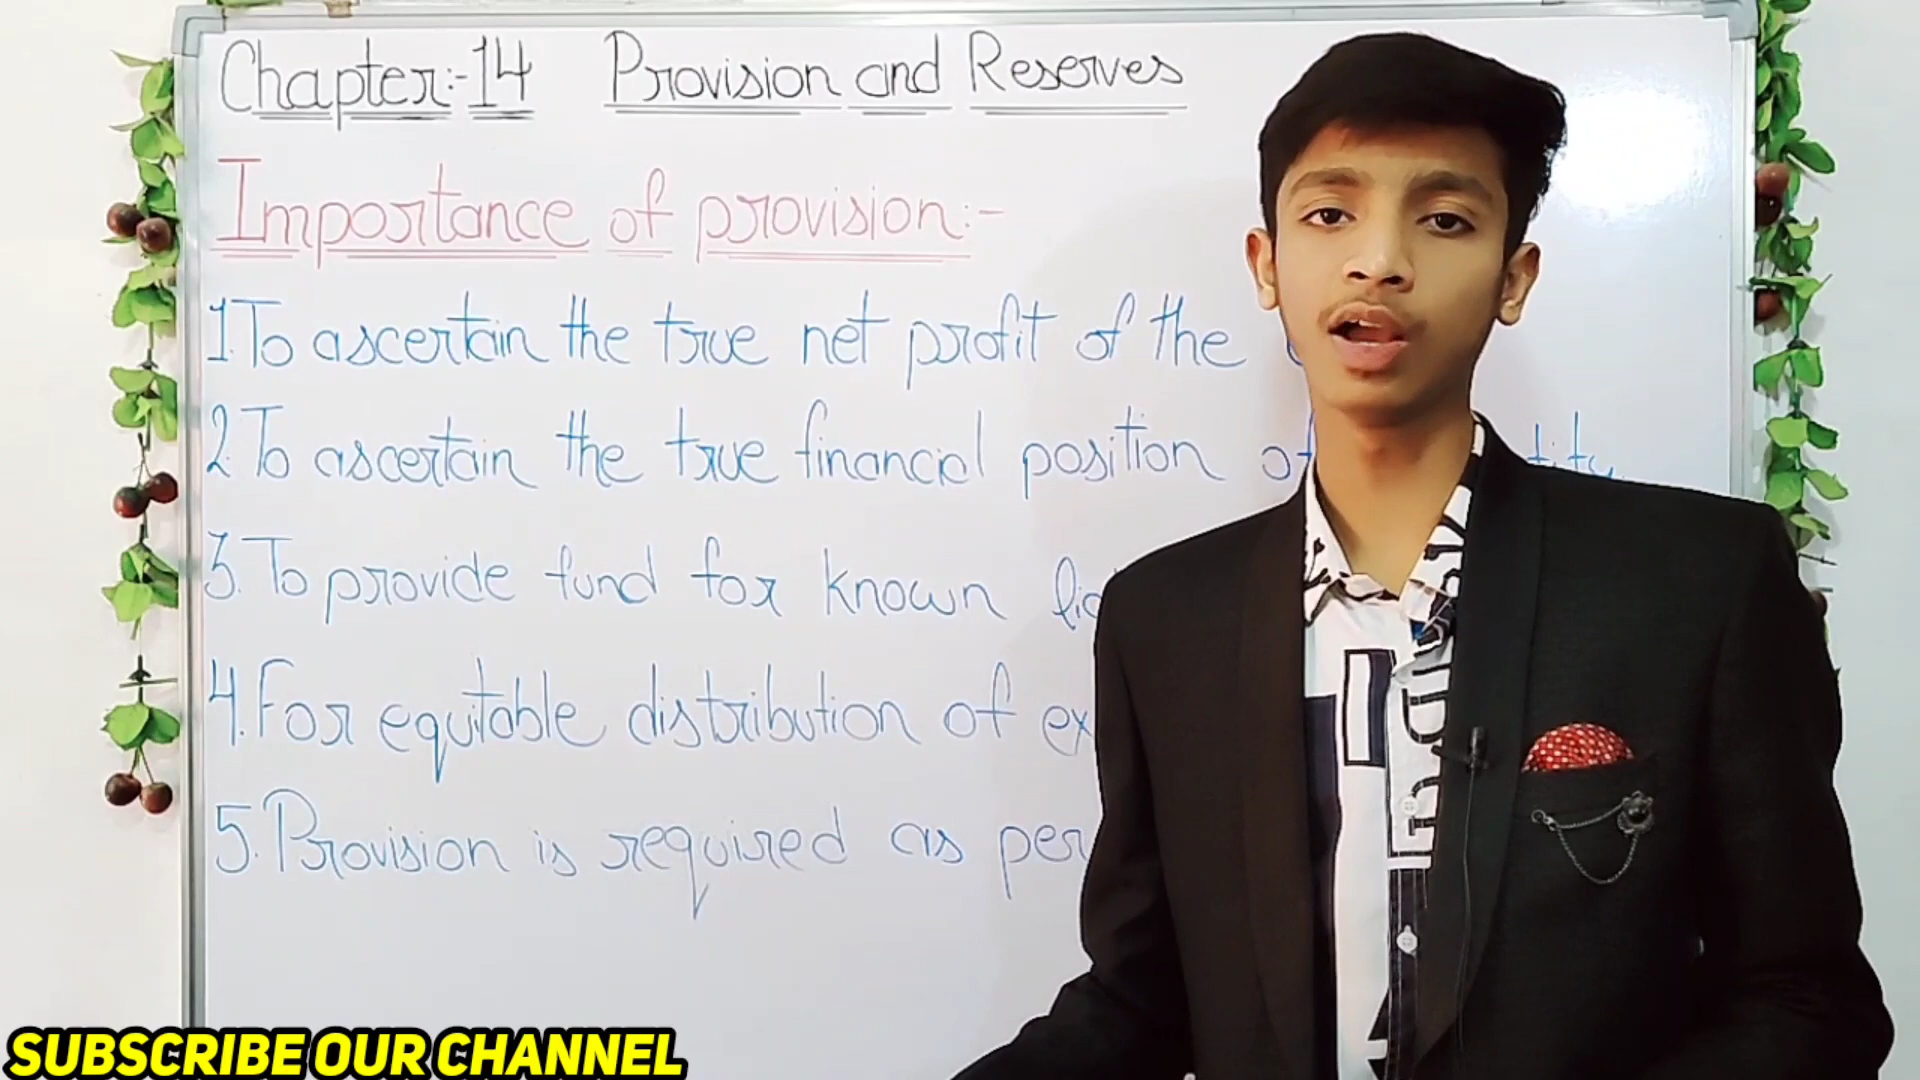 Chapter:-14 Provision and Reserves
Importance of provision:-
1.To ascertain the true net profit of the
2.To ascertain the true financial position of
3.To provide fund for known
4.For equitable distribution of
5.Provision is required as per
SUBSCRIBE OUR CHANNEL